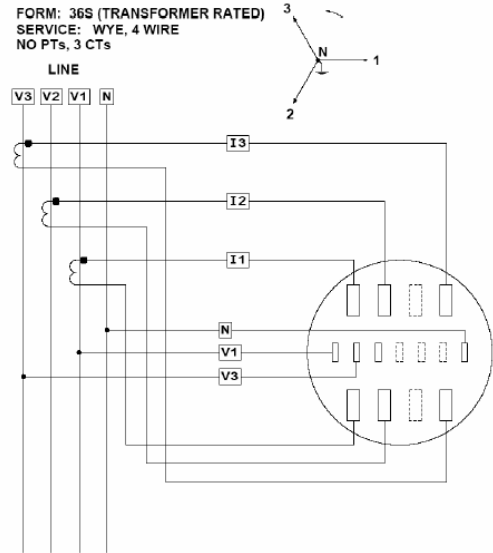 FORM: 36S (TRANSFORMER RATED)
SERVICE: WYE, 4 WIRE
NO PTs, 3 CTs
3
N
1
2
LINE
V3 V2 V1 N
I3
I2
I1
N
V1
V3